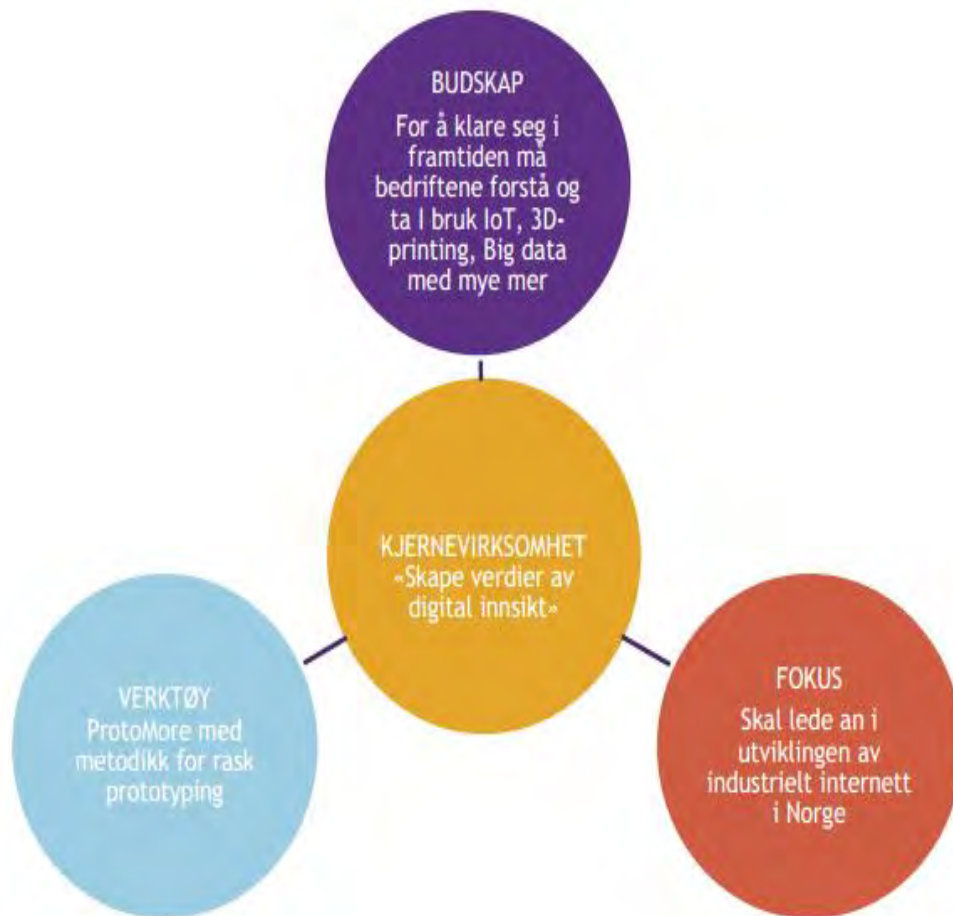 BUDSKAP
For å klare seg i
framtiden må
bedriftene forstå og
ta I bruk IoT, 3D-
printing, Big data
med mye mer
KJERNEVIRKSOMHET
«Skape verdier av
digital innsikt»
VERKTØY
ProtoMore med
metodikk for rask
prototyping
FOKUS
Skal lede an i
utviklingen av
industrielt internett
i Norge